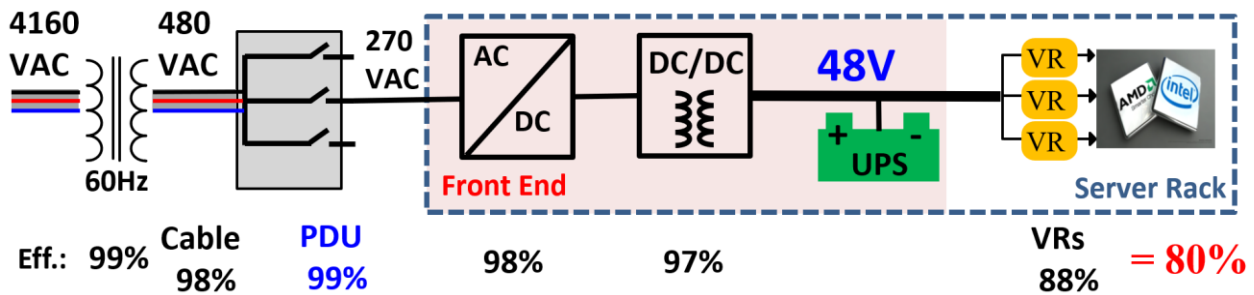 4160
VAC
480
VAC
270
VAC
60Hz
AC
DC
DC/DC
Front End
48V
+ -
UPS
VR
VR
VR
AMD
intel
Server Rack
Eff.: 99%
Cable
98%
PDU
99%
98%
97%
VRs
88%
= 80%